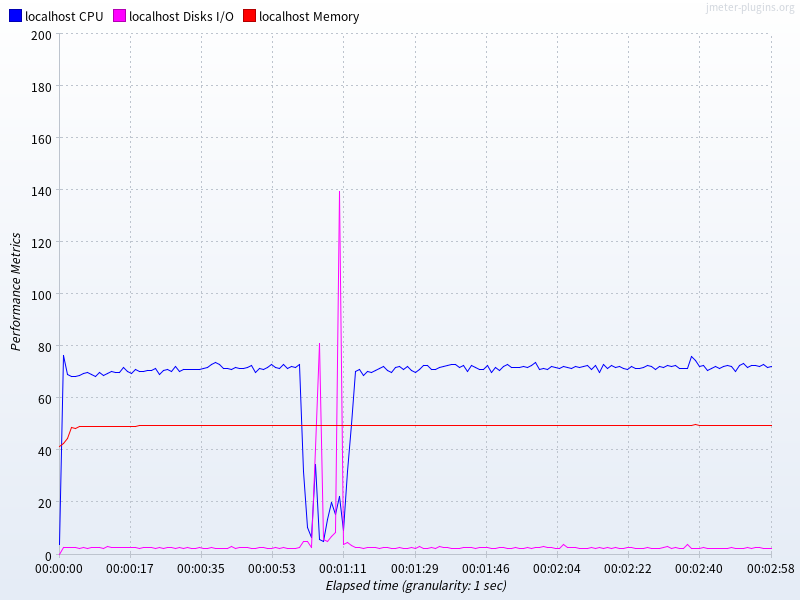 jmeter-plugins.org
localhost CPU localhost Disks I/O localhost Memory
200
180
160
140
120
100
80
60
40
20
0
Performance Metrics
00:00:00 00:00:17 00:00:35 00:00:53 00:01:11 00:01:29 00:01:46 00:02:04 00:02:22 00:02:40 00:02:58
Elapsed time (granularity: 1 sec)